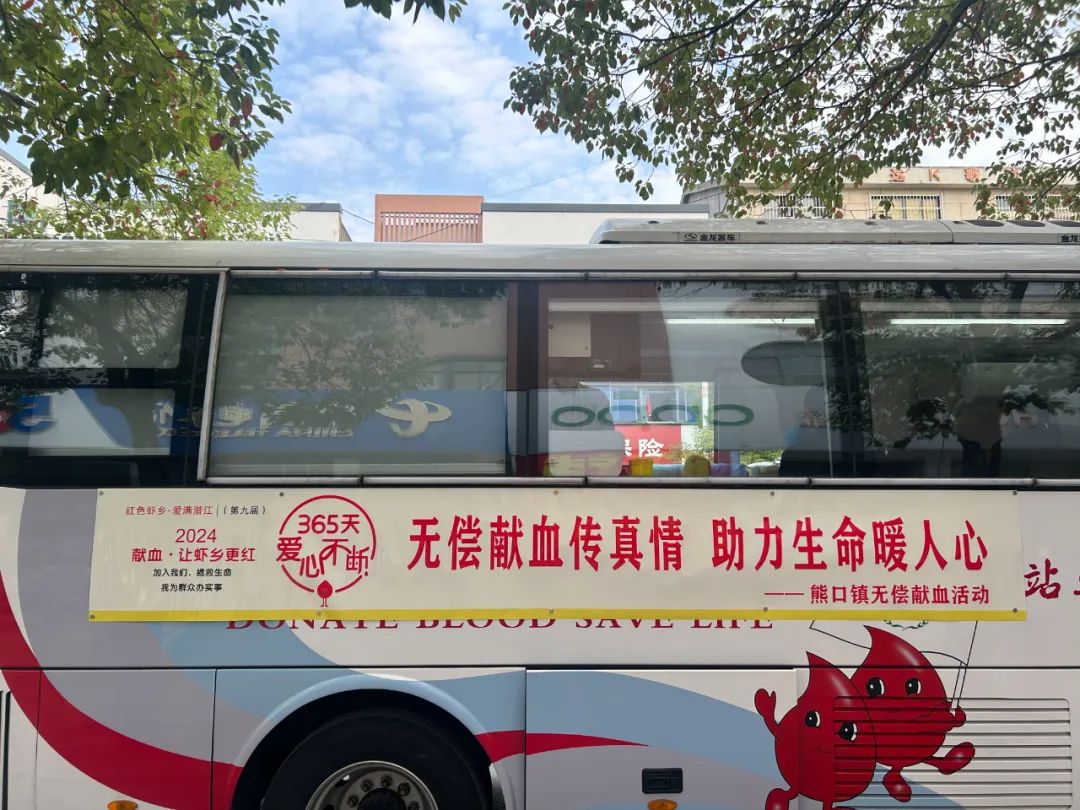 金龙客车
保险
红色虾乡·爱满潜江 (第九届)
2024
献血·让虾乡更红
加入我们，拯救生命
我为群众办实事
365天
爱心不断!
无偿献血传真情 助力生命暖人心
—— 熊口镇无偿献血活动
站
DONATE BLOOD SAVE LIFE